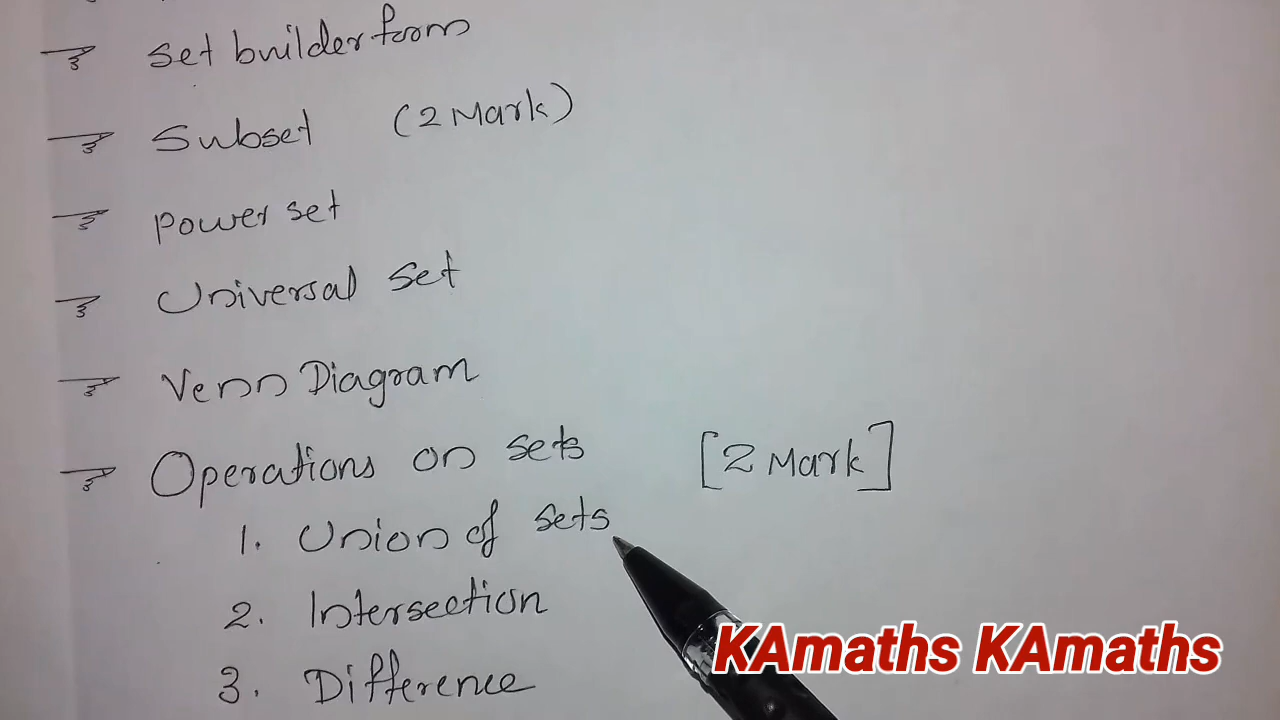 Set builder form
Subset (2 Mark)
power set
Universal set
Venn Diagram
Operations on sets [2 Mark]
1. Union of sets
2. Intersection
3. Difference
KAmaths KAmaths